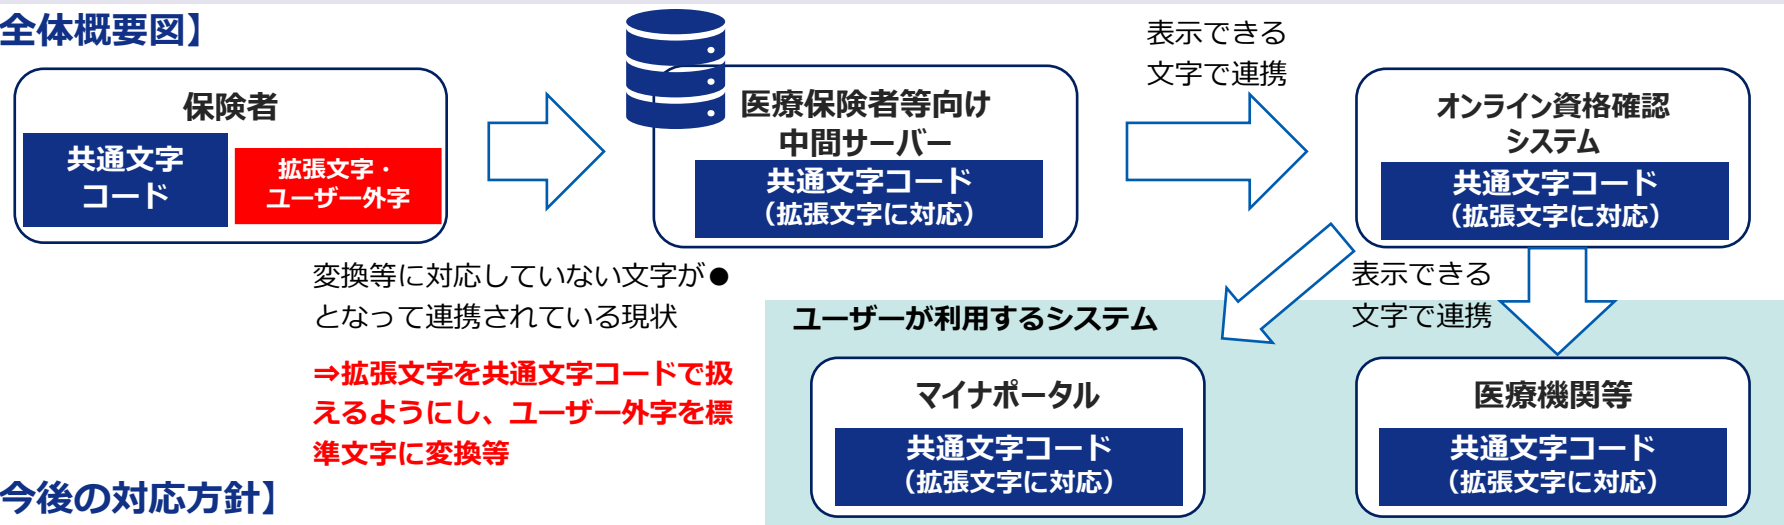 全体概要図】
保険者
共通文字
コード
拡張文字・
ユーザー外字
医療保険者等向け
中間サーバー
共通文字コード
（拡張文字に対応）
表示できる
文字で連携
オンライン資格確認
システム
共通文字コード
（拡張文字に対応）
変換等に対応していない文字が●
となって連携されている現状
⇒拡張文字を共通文字コードで扱
えるようにし、ユーザー外字を標
準文字に変換等
表示できる
文字で連携
ユーザーが利用するシステム
マイナポータル
共通文字コード
（拡張文字に対応）
医療機関等
共通文字コード
（拡張文字に対応）
今後の対応方針】